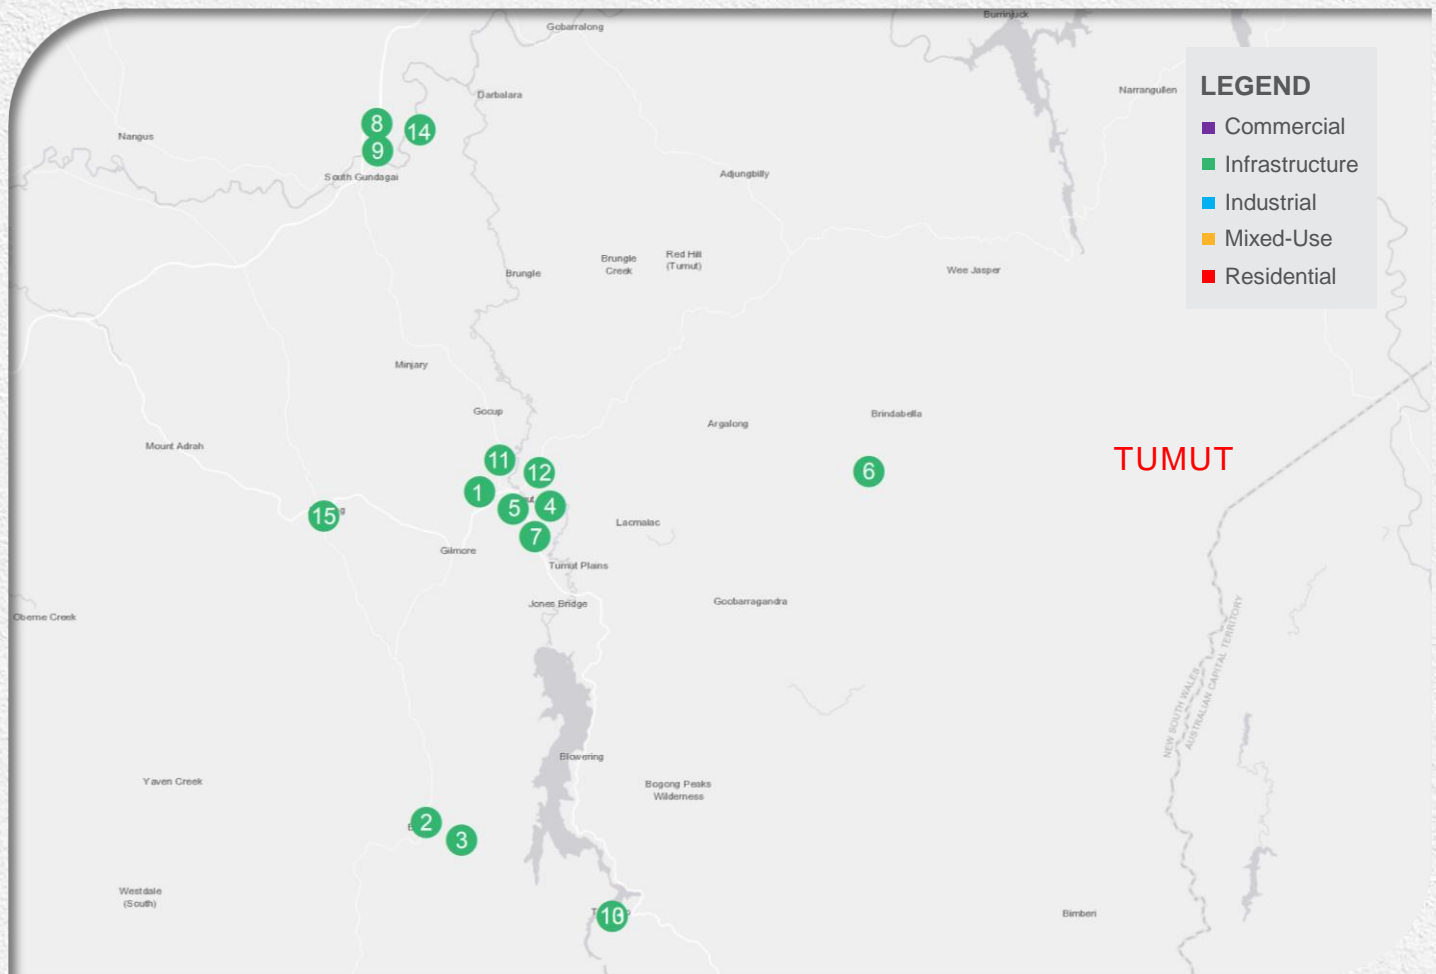 Burrinjuck
Gobarralong
Narrangullen
LEGEND
Commercial
Infrastructure
Industrial
Mixed-Use
Residential
Darbalara
8
14
9
Nangus
South Gundagai
Adjungbilly
Brungle
Brungle
Creek
Red Hill
(Tumut)
Wee Jasper
Minjary
Gocup
Argalong
Brindabella
Mount Adrah
TUMUT
11
12
6
1
5
4
15
7
Lacmalac
Gilmore
Tumut Plains
Jones Bridge
Goobarragandra
Oberne Creek
NEW SOUTH WALES
AUSTRALIAN CAPITAL TERRITORY
Blowering
Yaven Creek
Bogong Peaks
Wilderness
2
3
Westdale
(South)
Bimberi